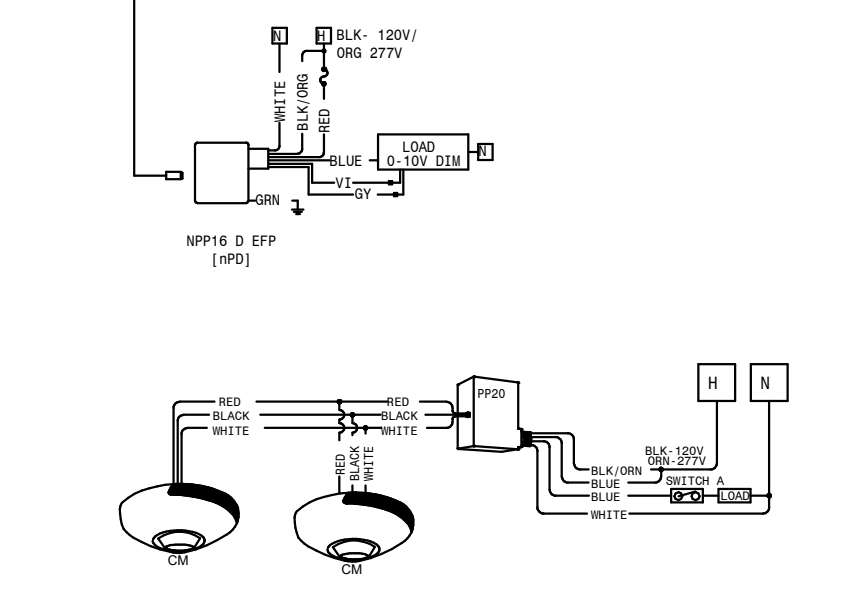 N
H
BLK- 120V/
ORG 277V
WHITE
BLK/ORG
RED
BLUE
LOAD
0-10V DIM
N
VI
GY
GRN
NPP16 D EFP
[nPD]
H
N
PP20
RED
RED
BLACK
BLACK
WHITE
WHITE
RED
BLACK
WHITE
BLK-120V
ORN-277V
BLK/ORN
BLUE
SWITCH A
BLUE
LOAD
WHITE
CM
CM